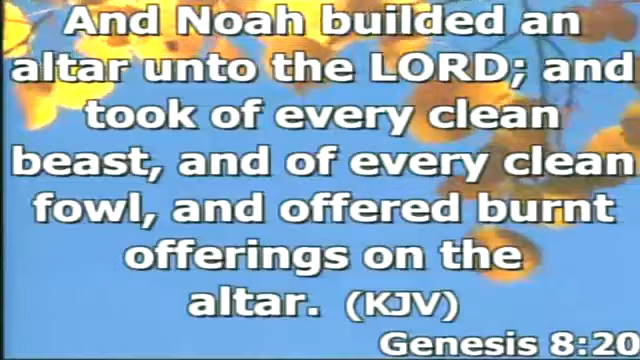 And Noah builded an
altar unto the LORD; and
took of every clean
beast, and of every clean
fowl, and offered burnt
offerings on the
altar. (KJV)
Genesis 8:20